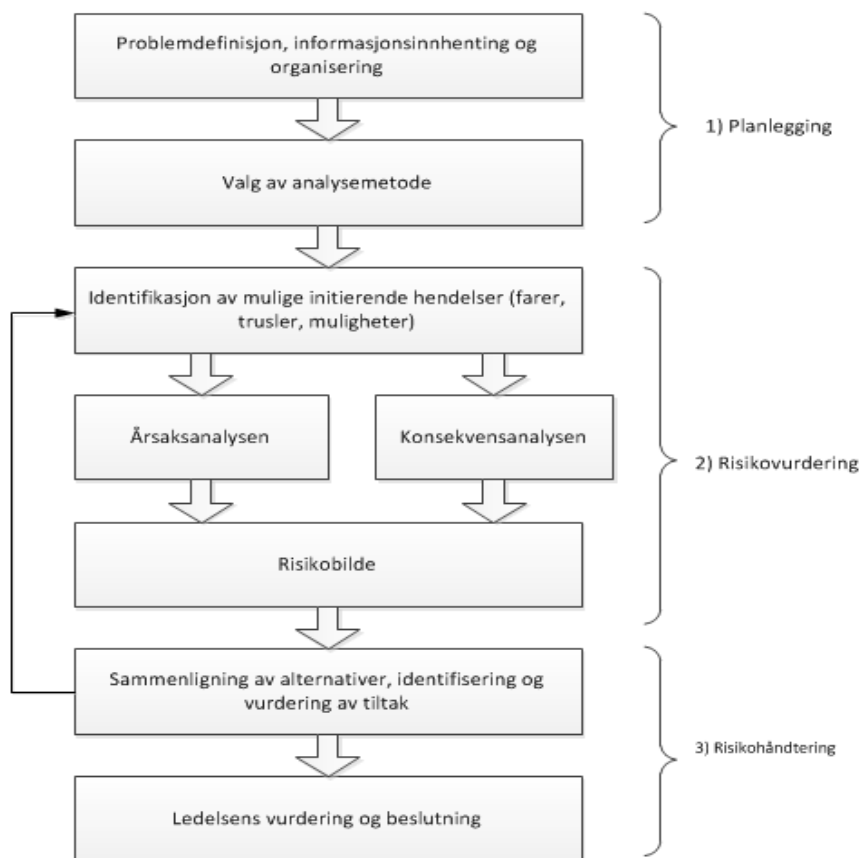 Problemdefinisjon, informasjonsinnhenting og
organisering
1) Planlegging
Valg av analysemetode
Identifikasjon av mulige initierende hendelser (farer,
trusler, muligheter)
Årsaksanalysen
Konsekvensanalysen
2) Risikovurdering
Risikobilde
Sammenligning av alternativer, identifisering og
vurdering av tiltak
3) Risikohåndtering
Ledelsens vurdering og beslutning